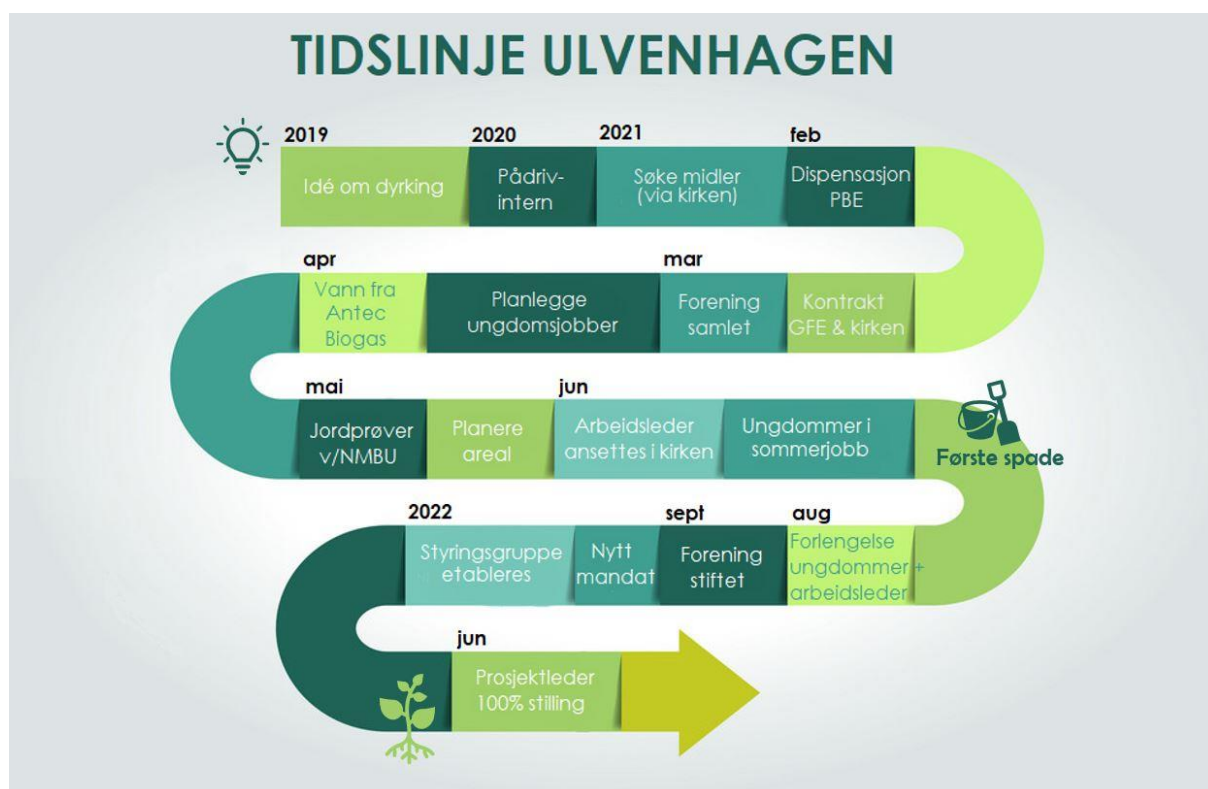 TIDSLINJE ULVENHAGEN
2019
Idé om dyrking
2020
Pådriv-
intern
2021
Søke midler
(via kirken)
feb
Dispensasjon
PBE
Kontrakt
GFE & kirken
mar
Forening
samlet
Planlegge
ungdomsjobber
apr
Vann fra
Antec
Biogas
mai
Jordprøver
v/NMBU
Planere
areal
jun
Arbeidsleder
ansettes i kirken
Ungdommer i
sommerjobb
Første spade
aug
Forlengelse
ungdommer +
arbeidsleder
sept
Forening
stiftet
Nytt
mandat
2022
Styringsgruppe
etableres
jun
Prosjektleder
100% stilling